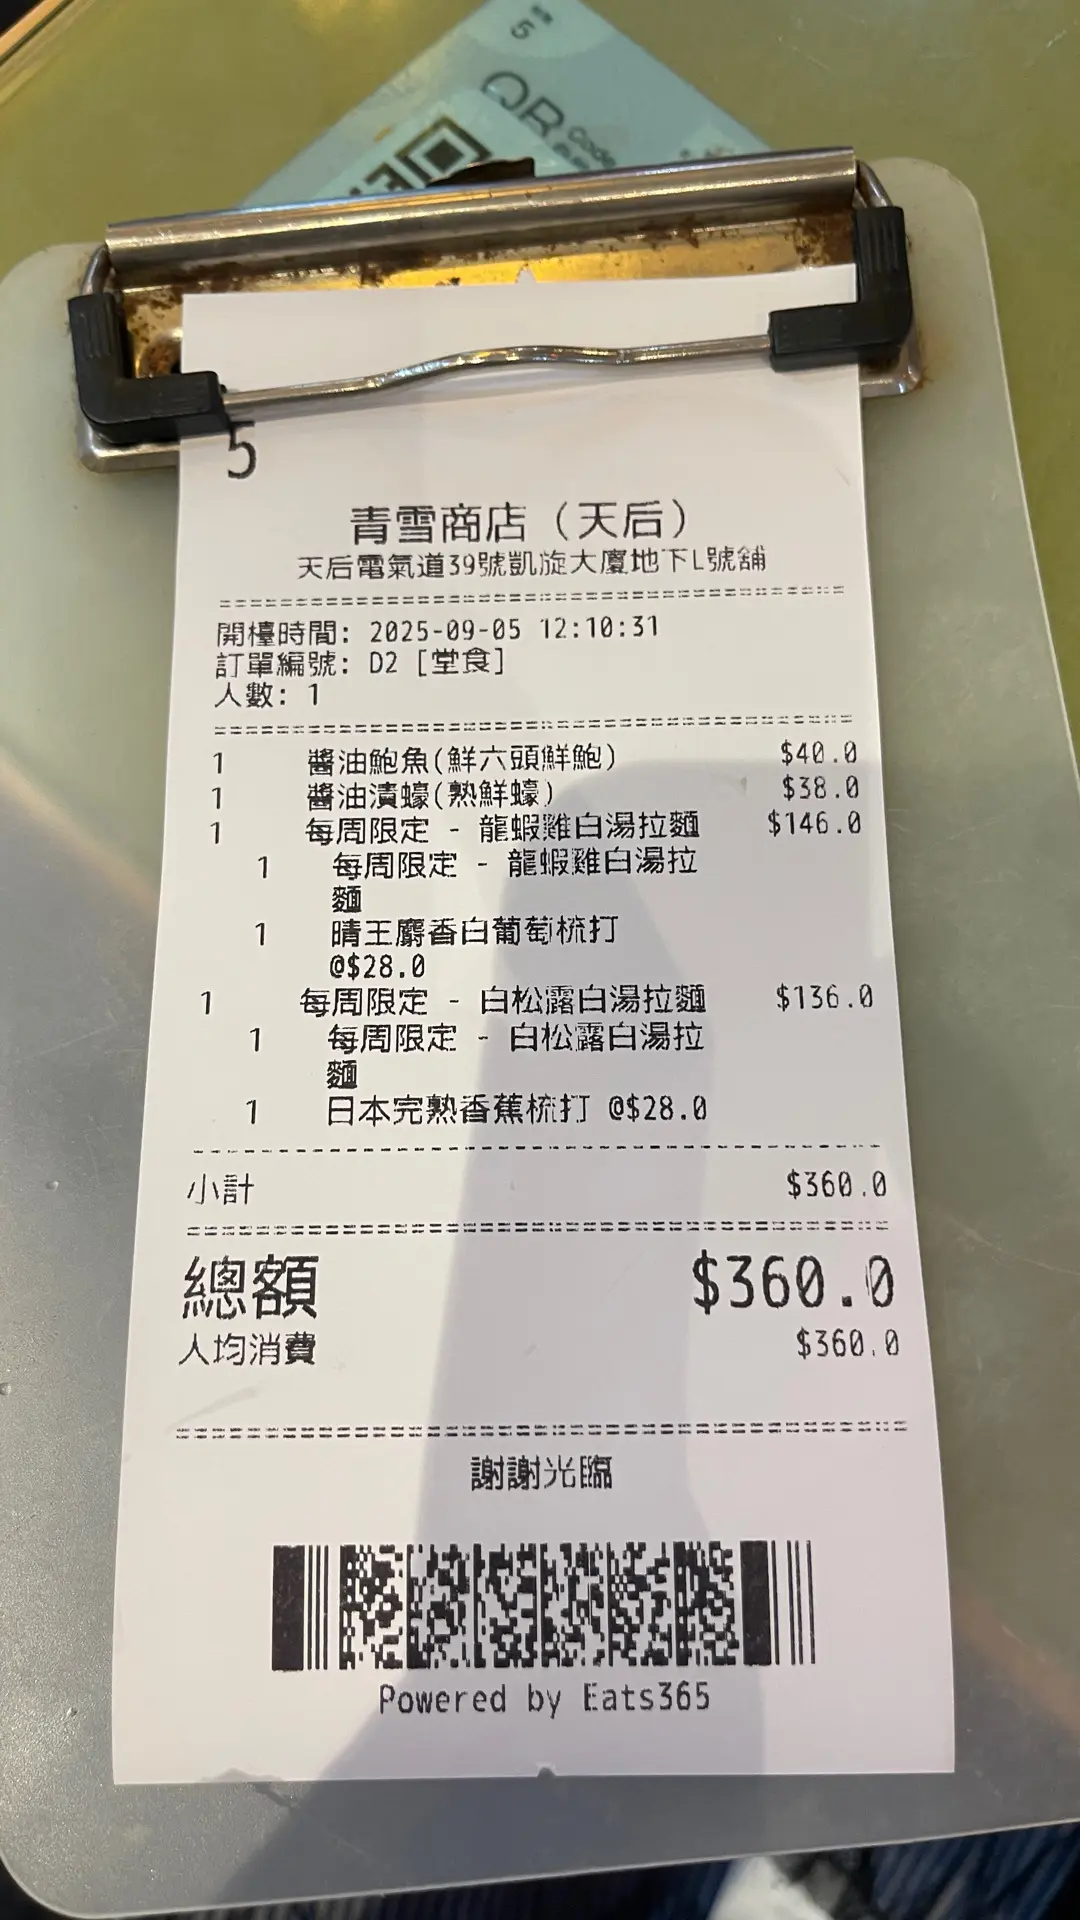 5
QR Code
5
青雪商店（天后）
天后電氣道39號凱旋大廈地下L號舖
開檯時間: 2025-09-05 12:10:31
訂單編號: D2 [堂食]
人數: 1
1 醬油鮑魚(鮮六頭鮮鮑) $40.0
1 醬油漬蠔(熟鮮蠔) $38.0
1 每周限定 - 龍蝦雞白湯拉麵 $146.0
1 每周限定 - 龍蝦雞白湯拉
麵
1 晴王麝香白葡萄梳打
@$28.0
1 每周限定 - 白松露白湯拉麵 $136.0
1 每周限定 - 白松露白湯拉
麵
1 日本完熟香蕉梳打 @$28.0
小計 $360.0
總額 $360.0
人均消費 $360.0
謝謝光臨
Powered by Eats365